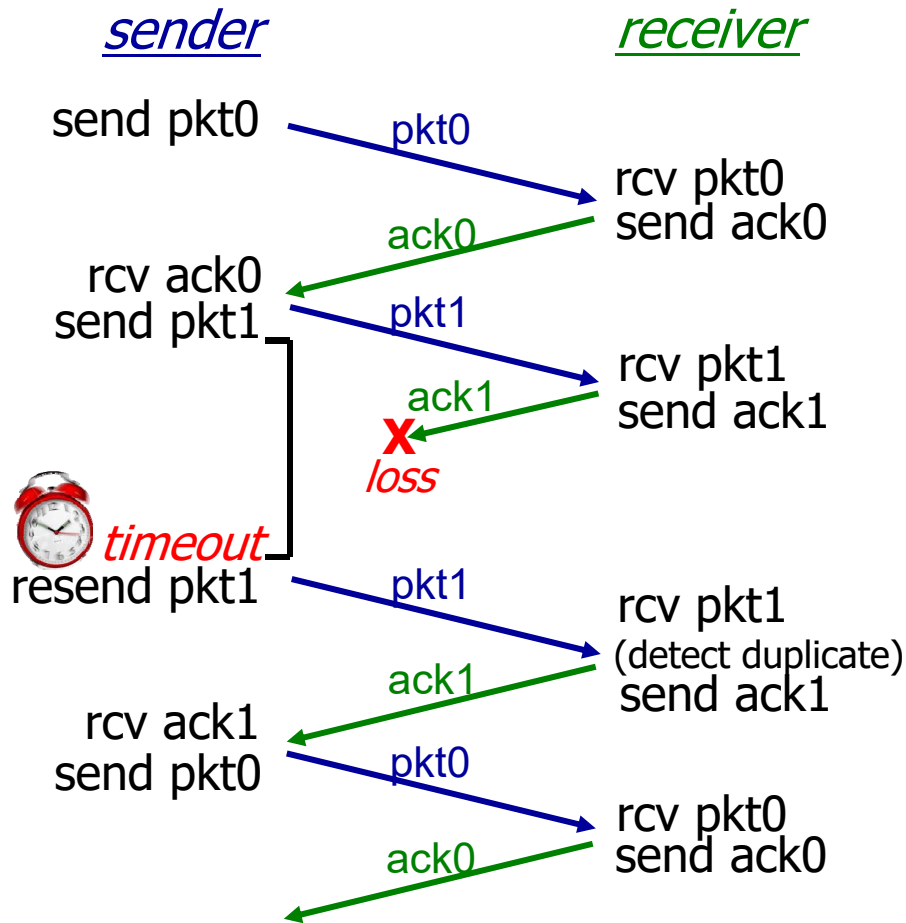 sender
receiver
send pkt0
pkt0
rcv pkt0
send ack0
ack0
rcv ack0
send pkt1
pkt1
rcv pkt1
send ack1
ack1
X
loss
timeout
resend pkt1
pkt1
rcv pkt1
(detect duplicate)
send ack1
ack1
rcv ack1
send pkt0
pkt0
rcv pkt0
send ack0
ack0